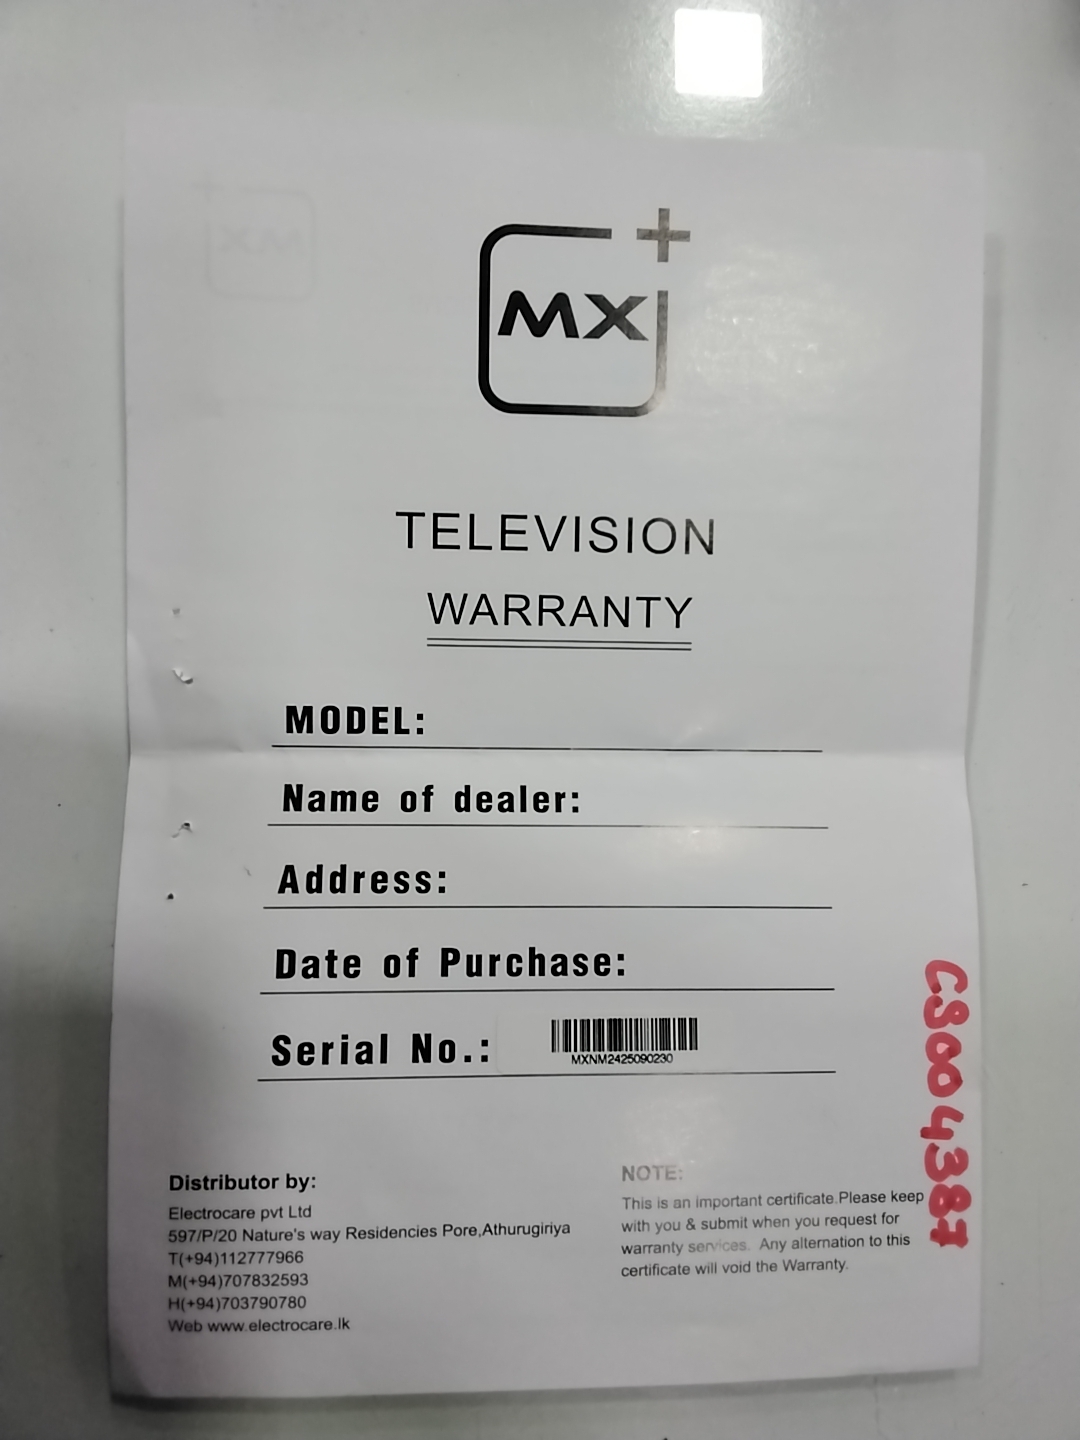 MX
TELEVISION
WARRANTY
MODEL:
Name of dealer:
Address:
Date of Purchase:
Serial No.:
MXNM2425090230
Distributor by:
Electrocare pvt Ltd
597/P/20 Nature's way Residencies Pore,Athurugiriya
T(+94)112777966
M(+94)707832593
H(+94)703790780
Web www.electrocare.lk
NOTE:
This is an important certificate.Please keep
with you & submit when you request for
warranty services. Any alternation to this
certificate will void the Warranty.
CS004387